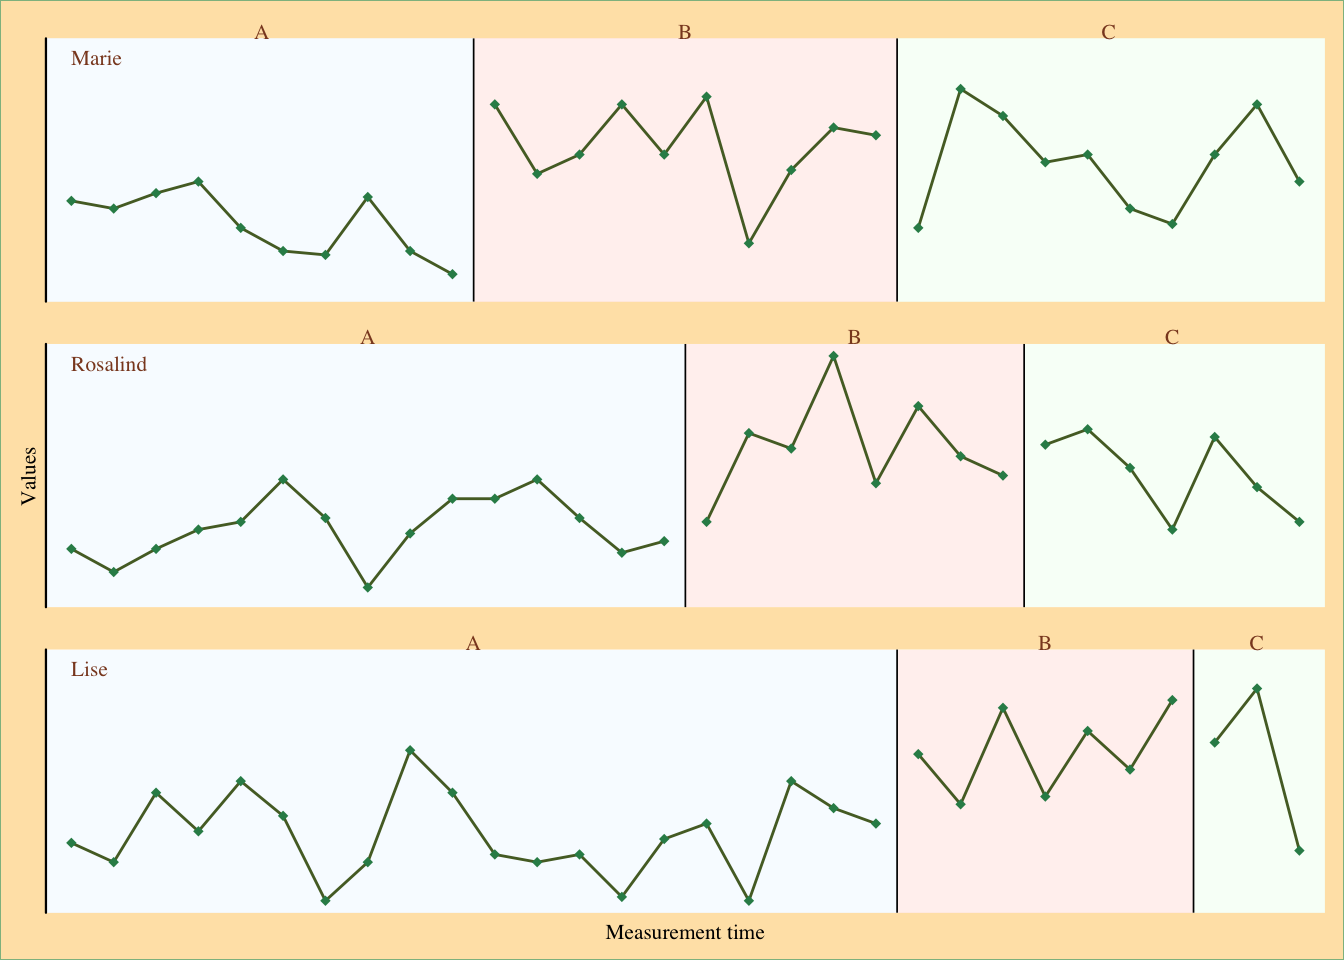 A B C
Marie
A B C
Rosalind
Values
A B C
Lise
Measurement time